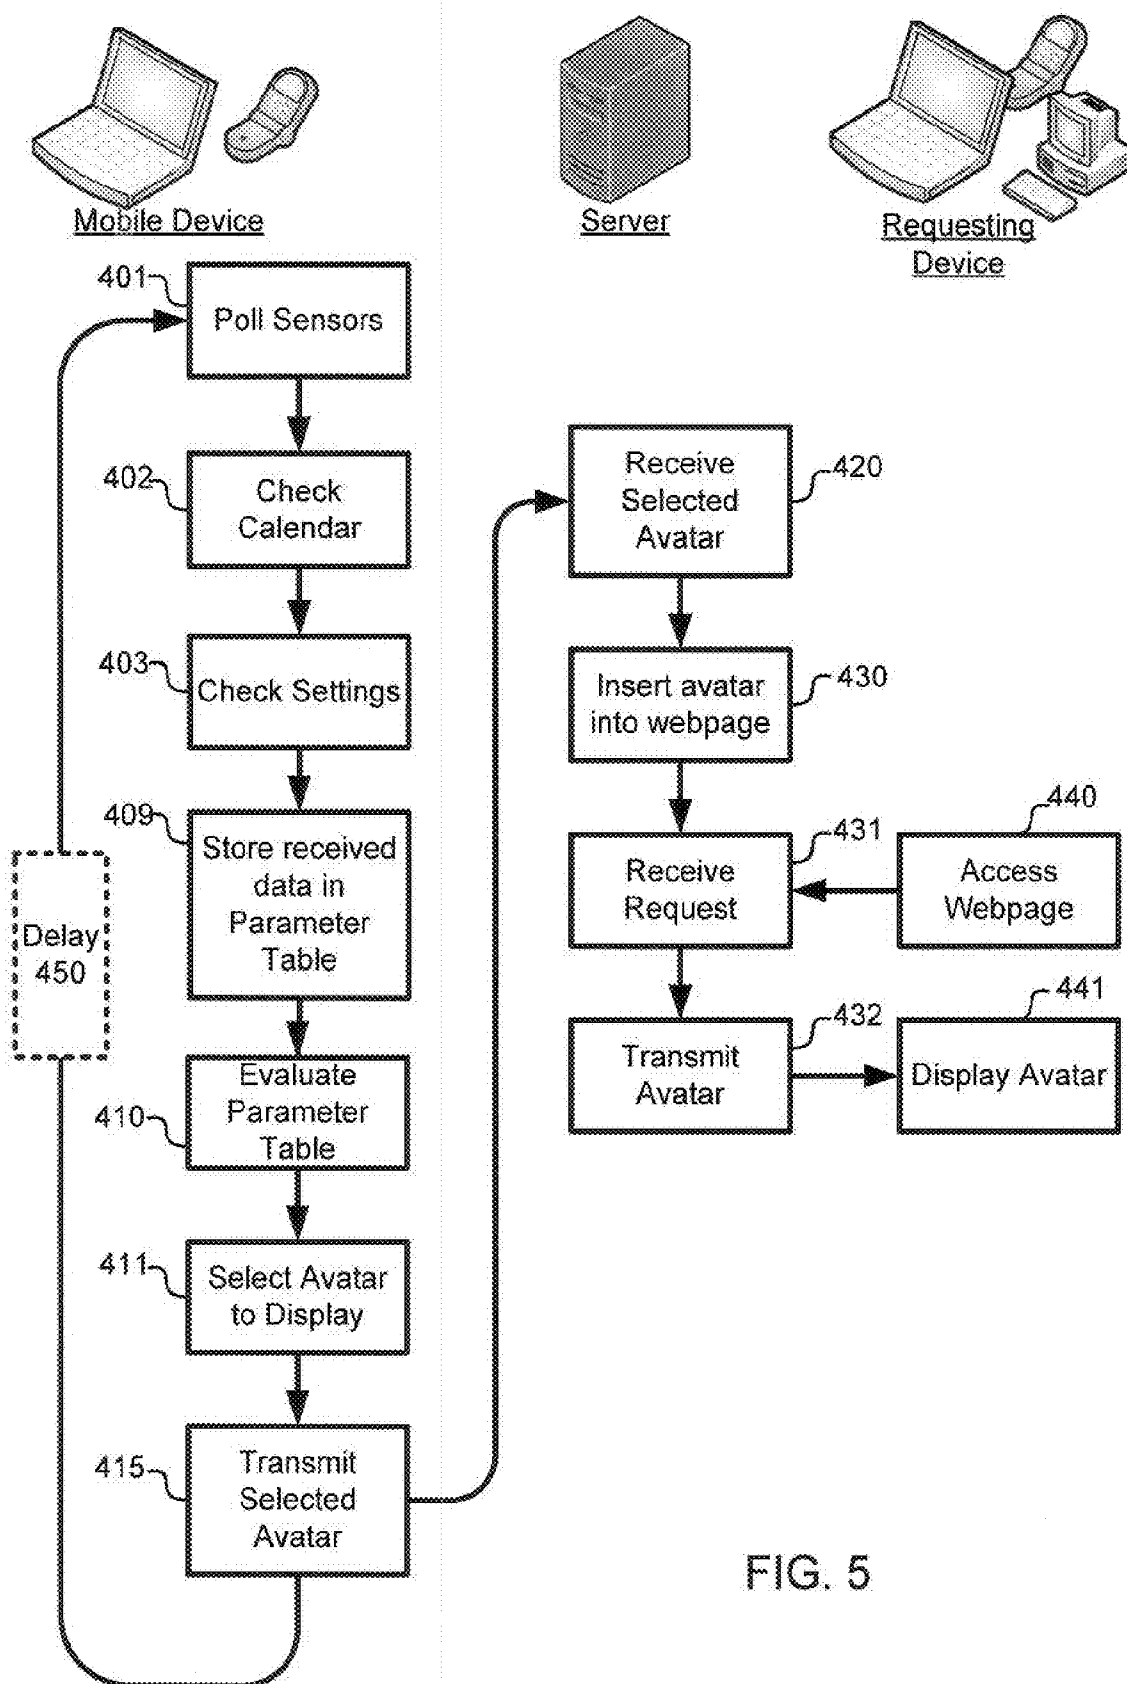 Mobile Device
Server
Requesting
Device
401
Poll Sensors
402
Check
Calendar
403
Check Settings
409
Store received
data in
Parameter
Table
Delay
450
410
Evaluate
Parameter
Table
411
Select Avatar
to Display
415
Transmit
Selected
Avatar
Receive
Selected
Avatar
420
Insert avatar
into webpage
430
Receive
Request
431
440
Access
Webpage
Transmit
Avatar
432
441
Display Avatar
FIG. 5